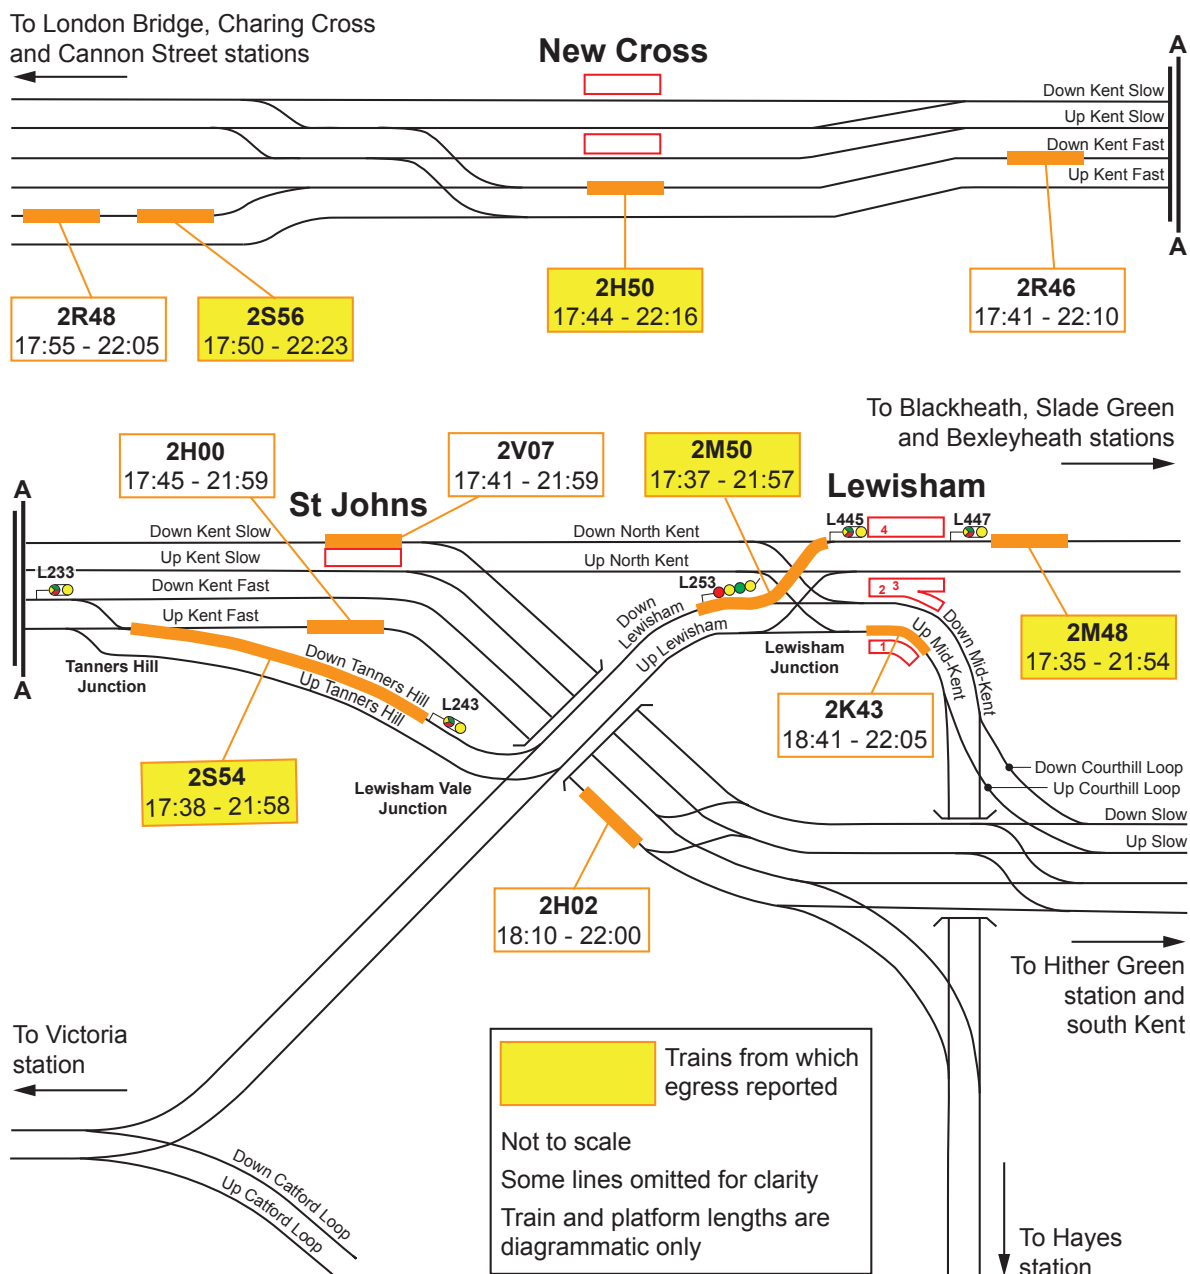 To London Bridge, Charing Cross
and Cannon Street stations
New Cross
A
Down Kent Slow
Up Kent Slow
Down Kent Fast
Up Kent Fast
A
2R48
17:55 - 22:05
2S56
17:50 - 22:23
2H50
17:44 - 22:16
2R46
17:41 - 22:10
To Blackheath, Slade Green
and Bexleyheath stations
2H00
17:45 - 21:59
2V07
17:41 - 21:59
2M50
17:37 - 21:57
A
St Johns
Lewisham
Down Kent Slow
Up Kent Slow
Down Kent Fast
Up Kent Fast
L233
Down North Kent
Up North Kent
L445
4
L447
L253
Down
Lewisham
Up Lewisham
2 3
1
Lewisham
Junction
Down Mid-Kent
Up Mid-Kent
2M48
17:35 - 21:54
Tanners Hill
Junction
A
Down Tanners Hill
Up Tanners Hill
L243
2K43
18:41 - 22:05
2S54
17:38 - 21:58
Lewisham Vale
Junction
Down Courthill Loop
Up Courthill Loop
Down Slow
Up Slow
2H02
18:10 - 22:00
To Hither Green
station and
south Kent
To Victoria
station
Down Catford Loop
Up Catford Loop
Trains from which
egress reported
Not to scale
Some lines omitted for clarity
Train and platform lengths are
diagrammatic only
To Hayes
station